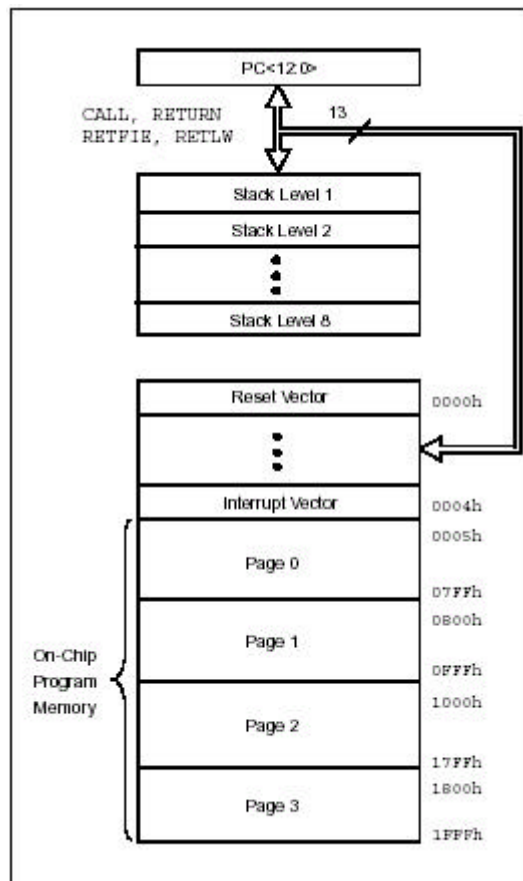 PC<12:0>
CALL, RETURN
RETFIE, RETLW
13
Stack Level 1
Stack Level 2
Stack Level 8
Reset Vector
0000h
Interrupt Vector
0004h
0005h
Page 0
07FFh
0800h
Page 1
On-Chip
Program
Memory
0FFFh
1000h
Page 2
17FFh
1800h
Page 3
1FFFh